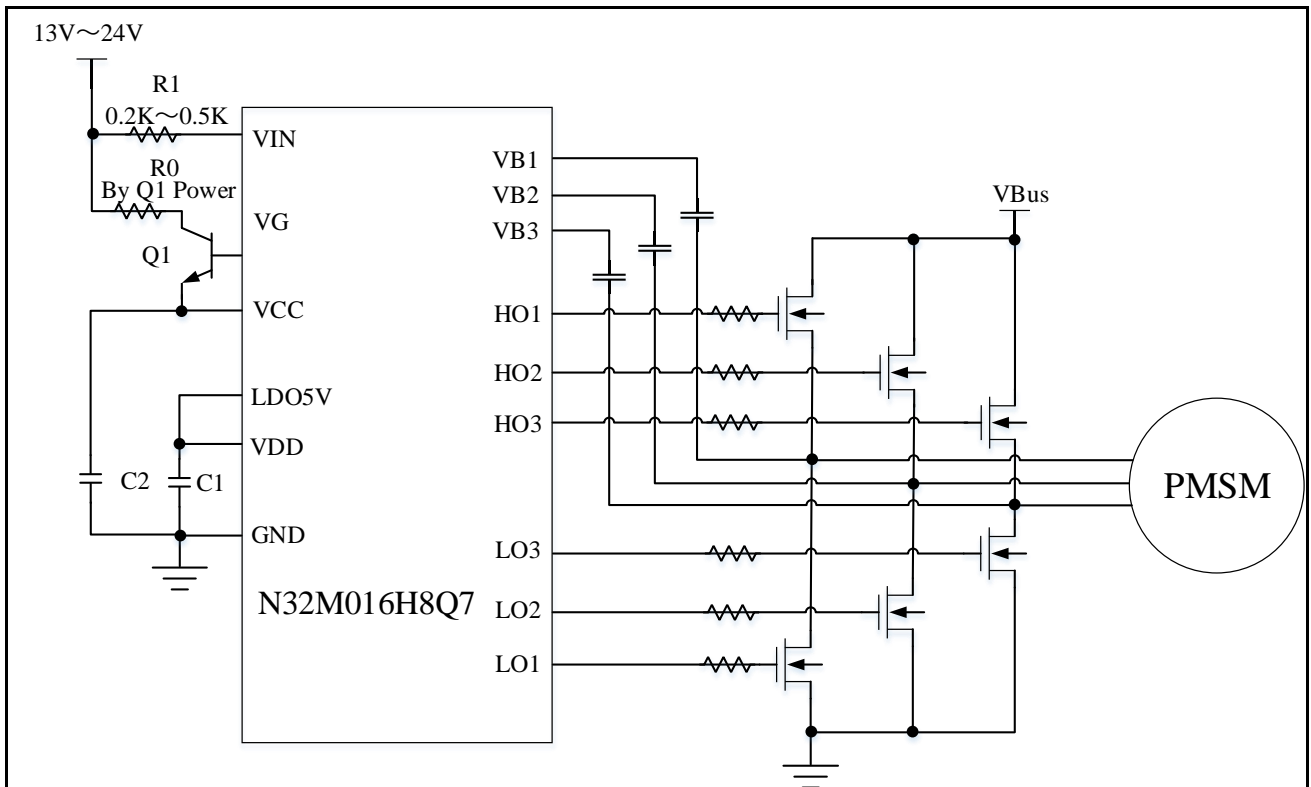 13V～24V
R1
0.2K～0.5K
R0
By Q1 Power
Q1
VIN
VG
VCC
LDO5V
VDD
GND
C2
C1
N32M016H8Q7
VB1
VB2
VB3
HO1
HO2
HO3
LO3
LO2
LO1
VBus
PMSM